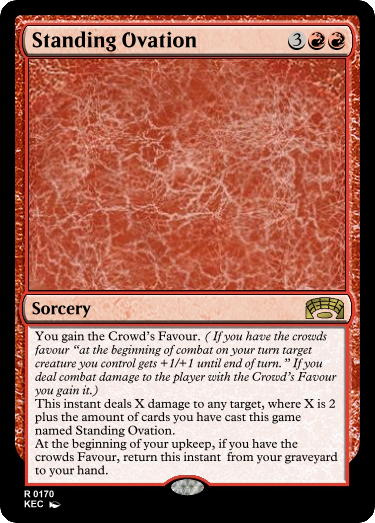 Standing Ovation 3
Sorcery
You gain the Crowd's Favour. ( If you have the crowds
favour "at the beginning of combat on your turn target
creature you control gets +1/+1 until end of turn." If you
deal combat damage to the player with the Crowd's Favour
you gain it.)
This instant deals X damage to any target, where X is 2
plus the amount of cards you have cast this game
named Standing Ovation.
At the beginning of your upkeep, if you have the
crowds Favour, return this instant  from your graveyard
to your hand.
R 0170
KEC